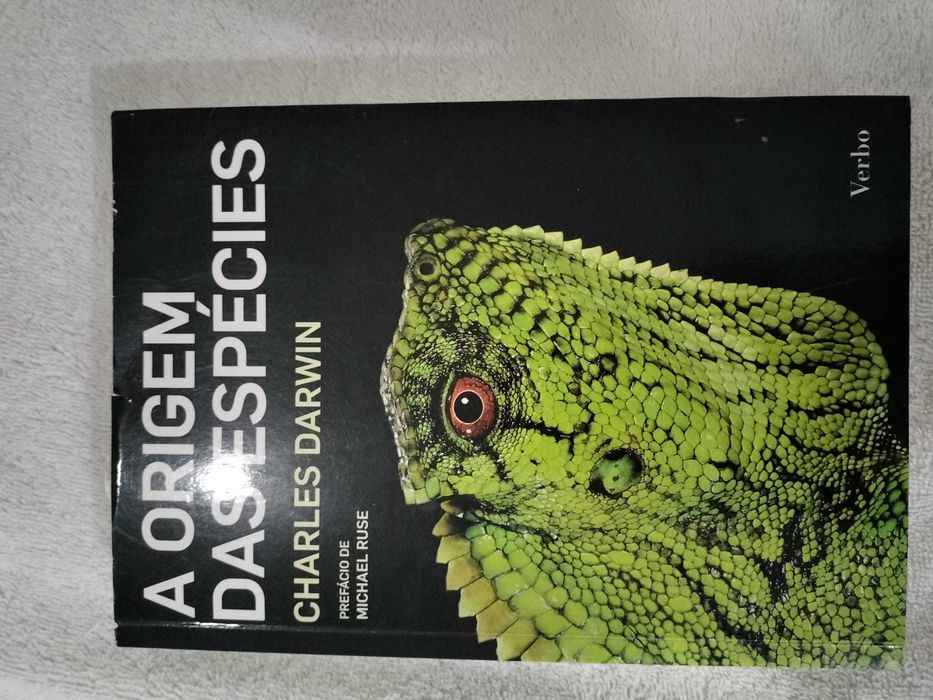 A ORIGEM
DAS ESPÉCIES
CHARLES DARWIN
PREFÁCIO DE
MICHAEL RUSE
Verbo